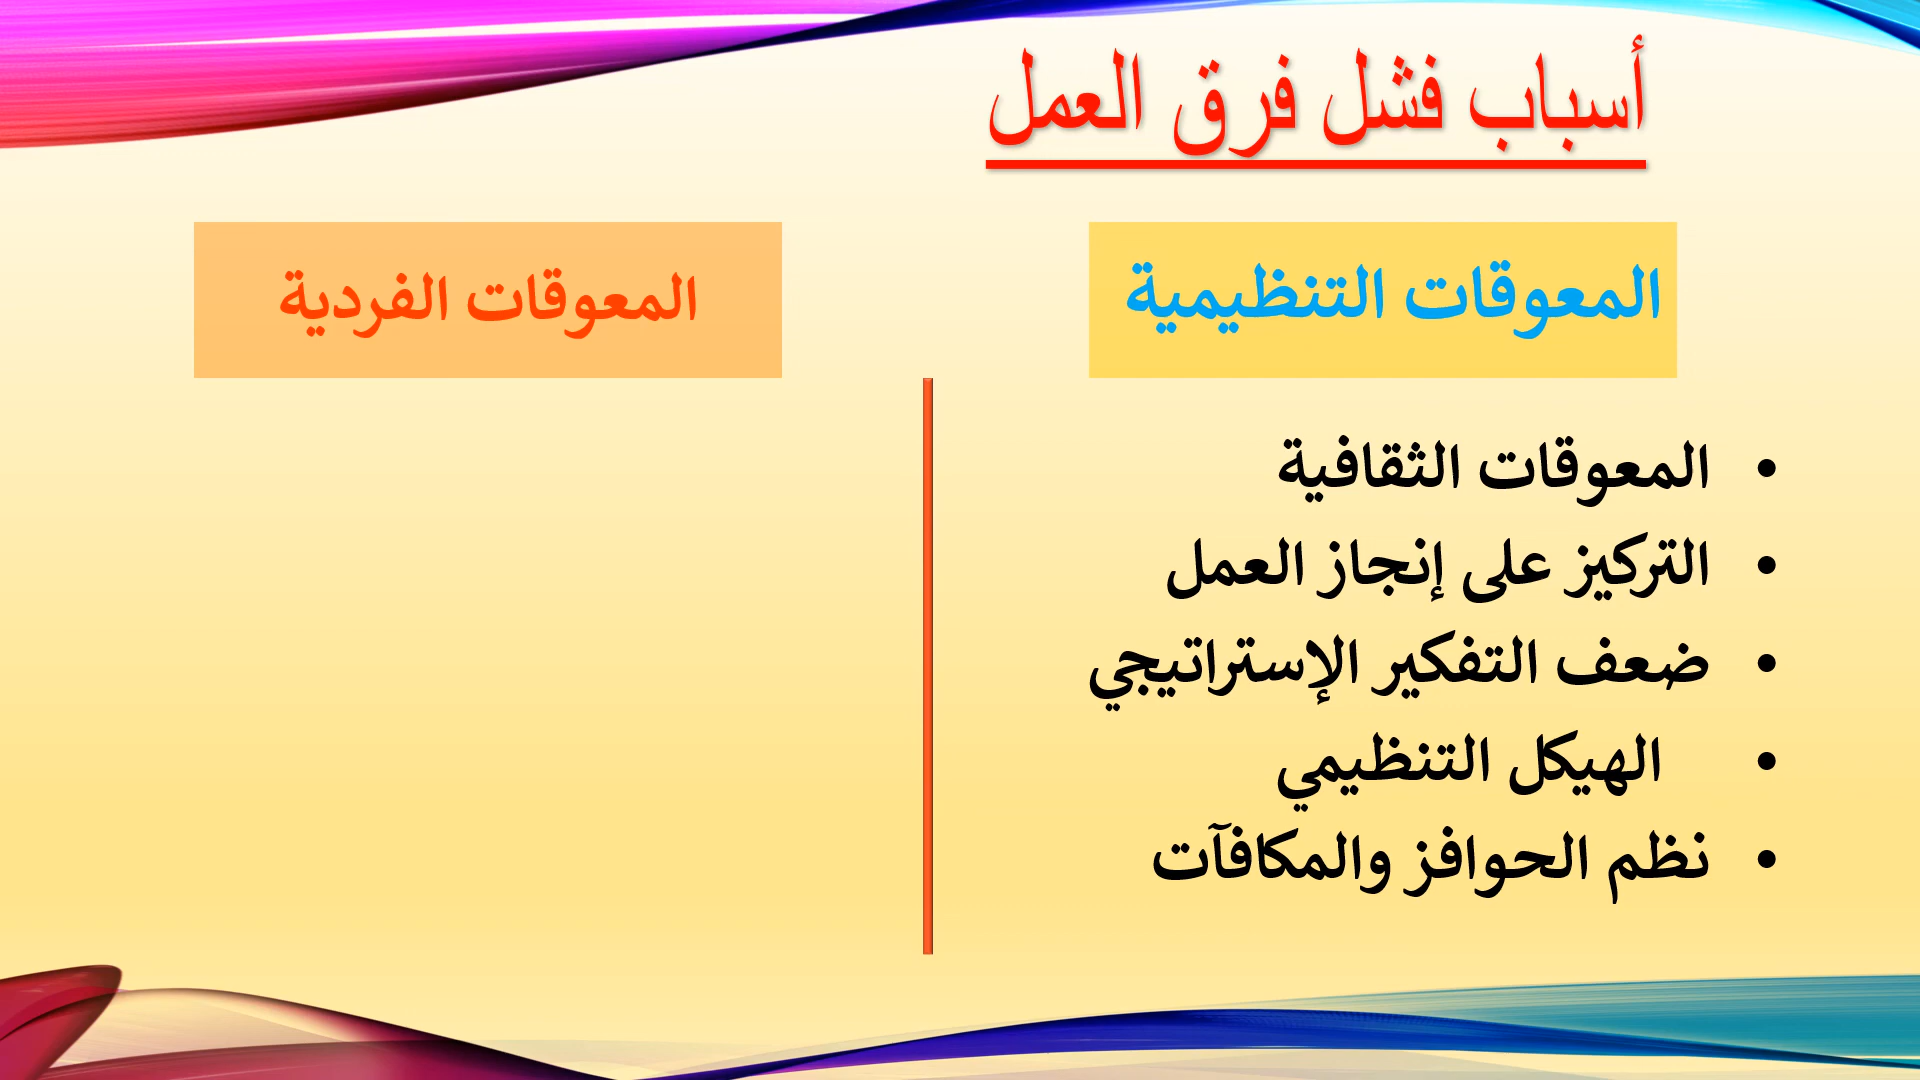 أسباب فشل فرق العمل
المعوقات التنظيمية
المعوقات الفردية
• المعوقات الثقافية
• التركيز على إنجاز العمل
• ضعف التفكير الإستراتيجي
• الهيكل التنظيمي
• نظم الحوافز والمكافآت